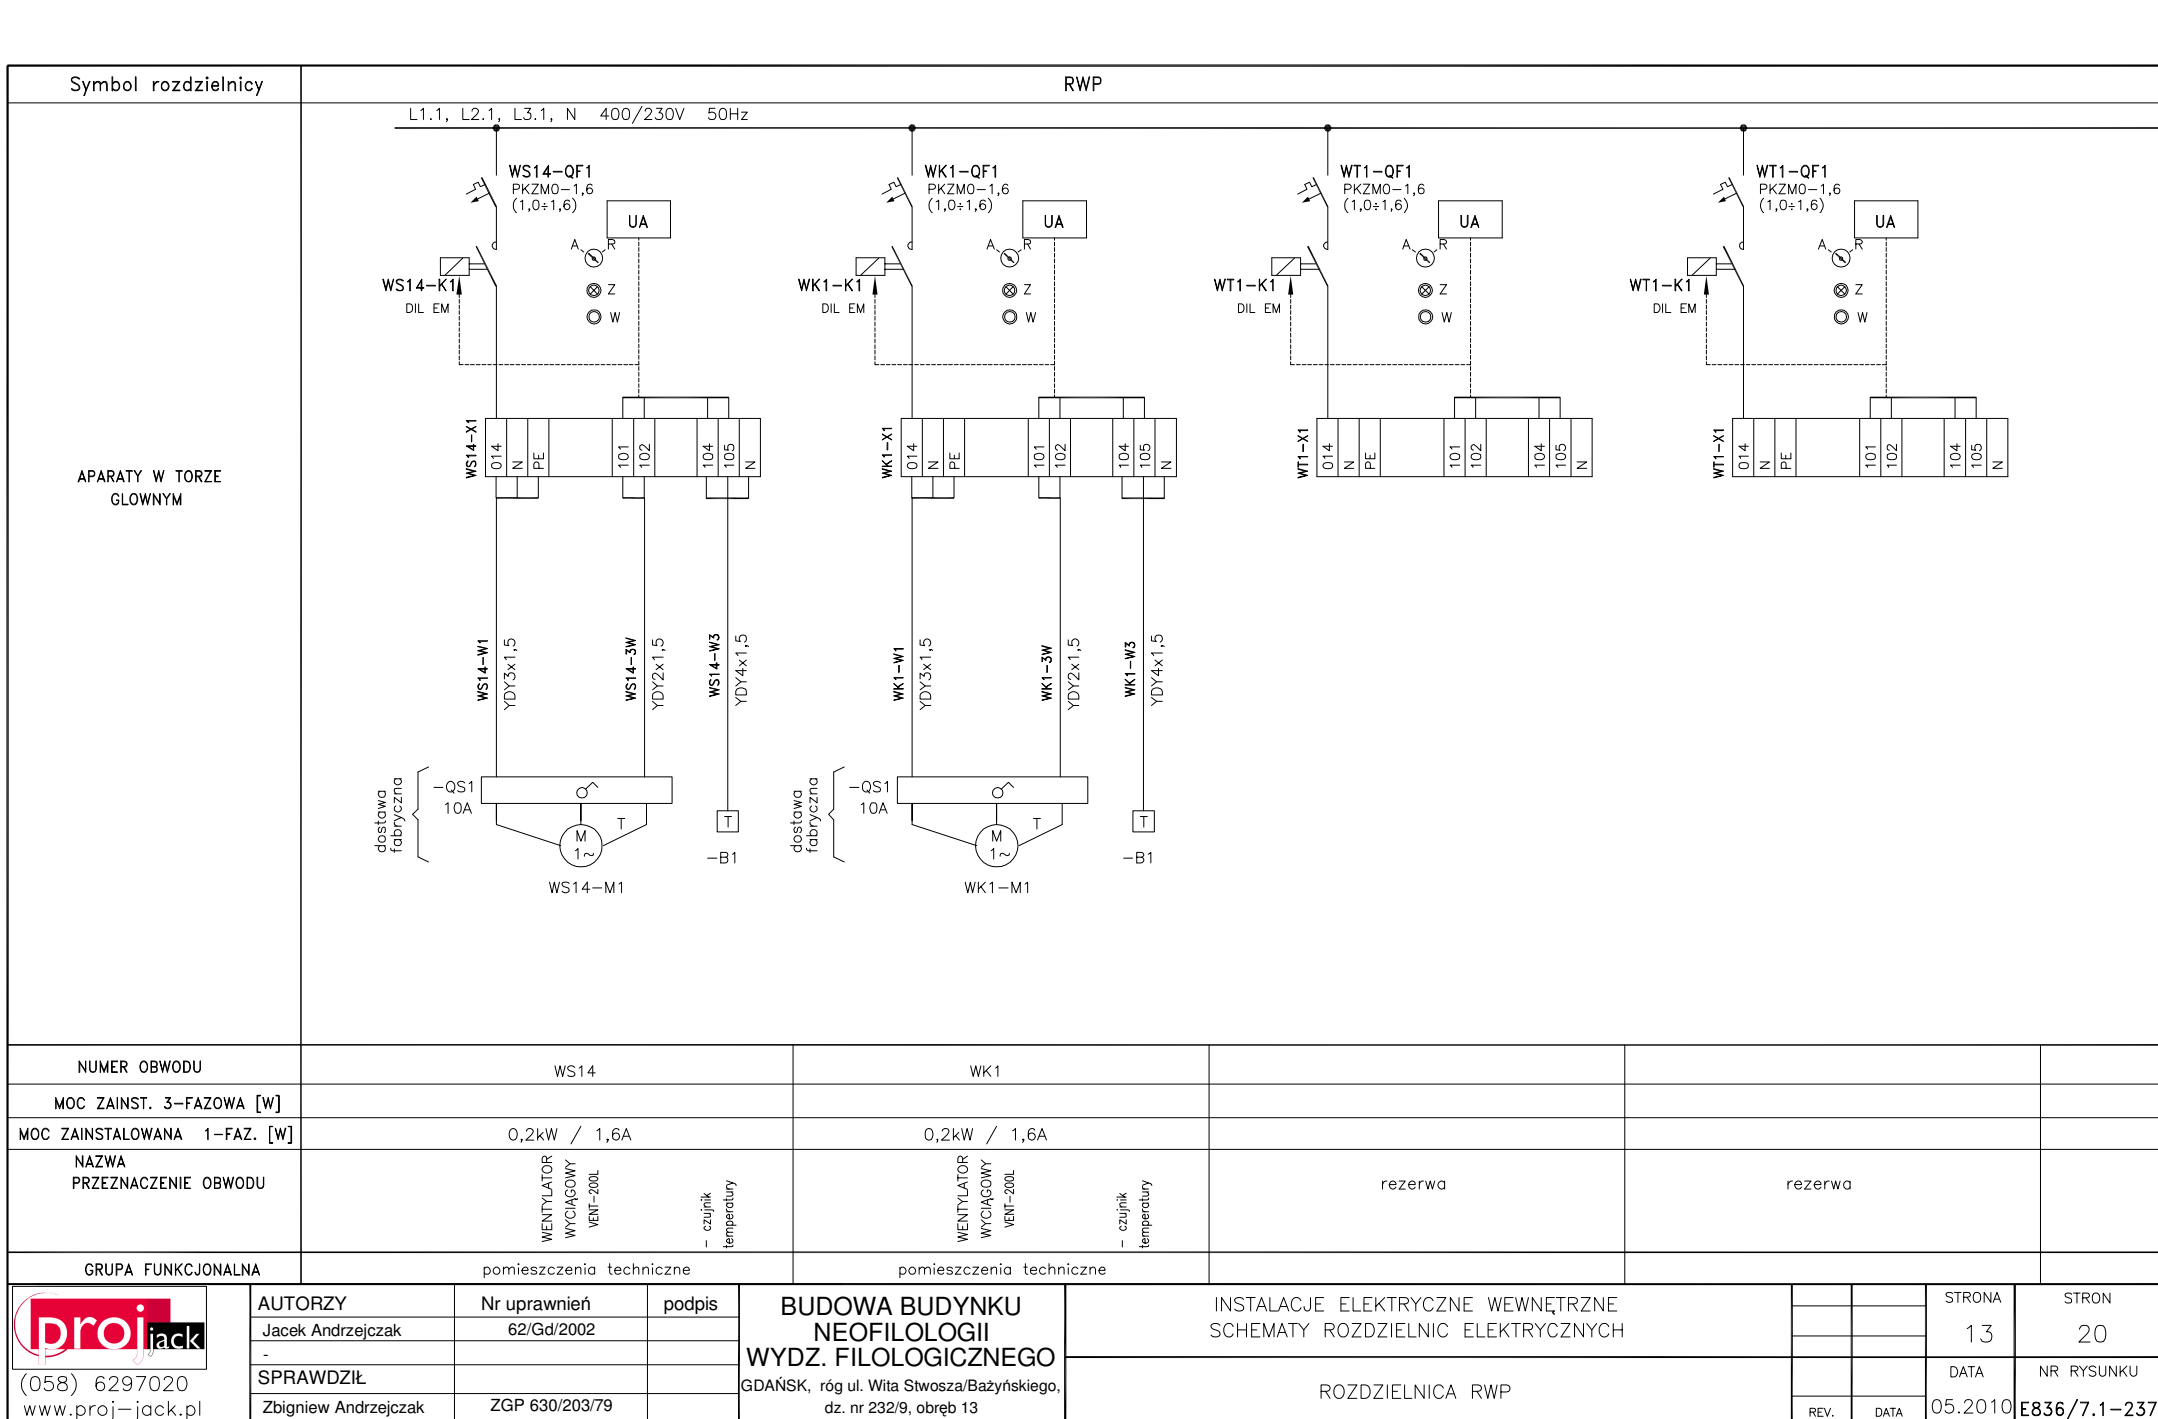 Symbol rozdzielnicy
RWP
L1.1, L2.1, L3.1, N 400/230V 50Hz
WS14-QF1
PKZM0-1,6
(1,0÷1,6)
UA
A R
WS14-K1
DIL EM
Z
W
WS14-X1
014 N PE 101 102 104 105 N
WS14-W1
YDY3x1,5
WS14-3W
YDY2x1,5
WS14-W3
YDY4x1,5
dostawa
fabryczna
-QS1
10A
M
1~
T
T
-B1
WS14-M1
WK1-QF1
PKZM0-1,6
(1,0÷1,6)
UA
A R
WK1-K1
DIL EM
Z
W
WK1-X1
014 N PE 101 102 104 105 N
WK1-W1
YDY3x1,5
WK1-3W
YDY2x1,5
WK1-W3
YDY4x1,5
dostawa
fabryczna
-QS1
10A
M
1~
T
T
-B1
WK1-M1
WT1-QF1
PKZM0-1,6
(1,0÷1,6)
UA
A R
WT1-K1
DIL EM
Z
W
WT1-X1
014 N PE 101 102 104 105 N
WT1-QF1
PKZM0-1,6
(1,0÷1,6)
UA
A R
WT1-K1
DIL EM
Z
W
WT1-X1
014 N PE 101 102 104 105 N
APARATY W TORZE
GLOWNYM
NUMER OBWODU
WS14
WK1
MOC ZAINST. 3-FAZOWA [W]
MOC ZAINSTALOWANA 1-FAZ. [W]
0,2kW / 1,6A
0,2kW / 1,6A
NAZWA
PRZEZNACZENIE OBWODU
WENTYLATOR
WYCIĄGOWY
VENT-200L
- czujnik
temperatury
WENTYLATOR
WYCIĄGOWY
VENT-200L
- czujnik
temperatury
rezerwa
rezerwa
GRUPA FUNKCJONALNA
pomieszczenia techniczne
pomieszczenia techniczne
proj jack
(058) 6297020
www.proj-jack.pl
AUTORZY
Nr uprawnień
podpis
Jacek Andrzejczak
62/Gd/2002
-
SPRAWDZIŁ
Zbigniew Andrzejczak
ZGP 630/203/79
BUDOWA BUDYNKU
NEOFILOLOGII
WYDZ. FILOLOGICZNEGO
GDAŃSK, róg ul. Wita Stwosza/Bażyńskiego,
dz. nr 232/9, obręb 13
INSTALACJE ELEKTRYCZNE WEWNĘTRZNE
SCHEMATY ROZDZIELNIC ELEKTRYCZNYCH
ROZDZIELNICA RWP
REV.
DATA
STRONA
13
STRON
20
DATA
05.2010
NR RYSUNKU
E836/7.1-237